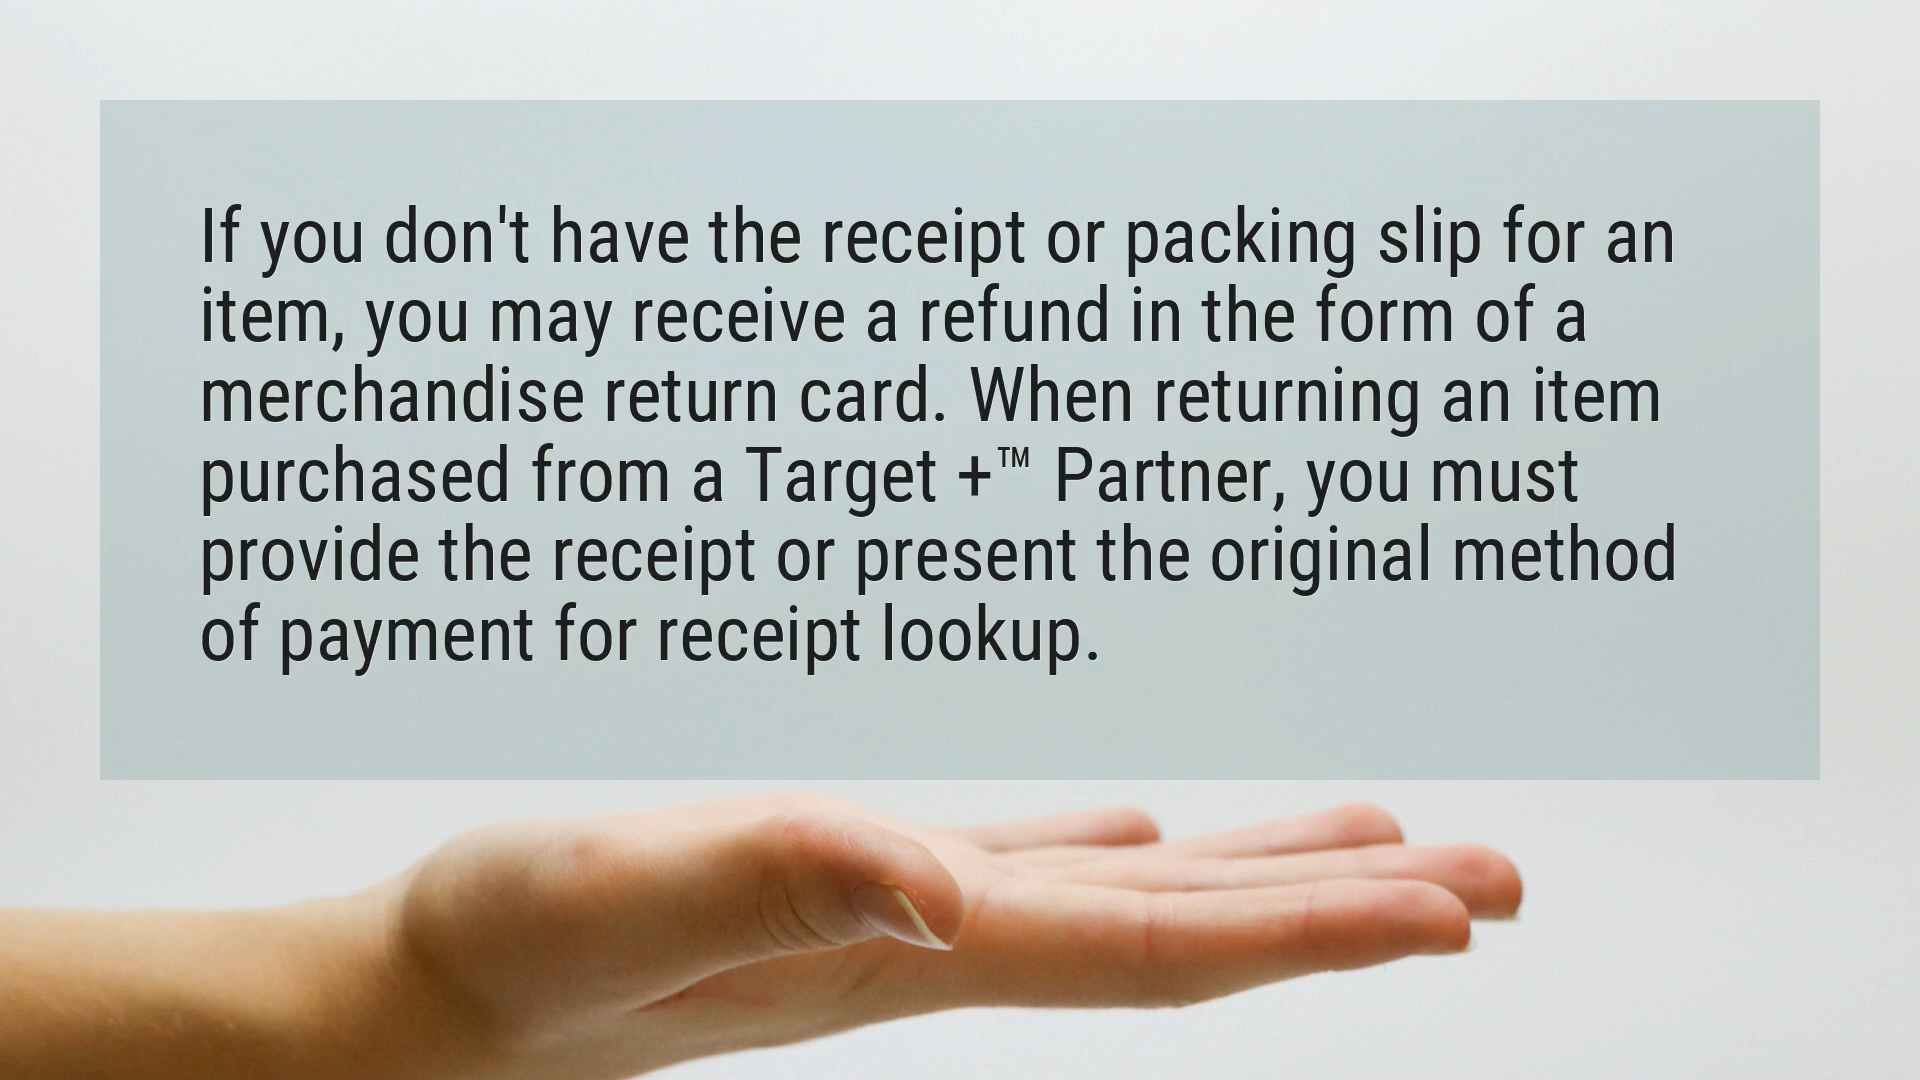 If you don't have the receipt or packing slip for an
item, you may receive a refund in the form of a
merchandise return card. When returning an item
purchased from a Target +™ Partner, you must
provide the receipt or present the original method
of payment for receipt lookup.